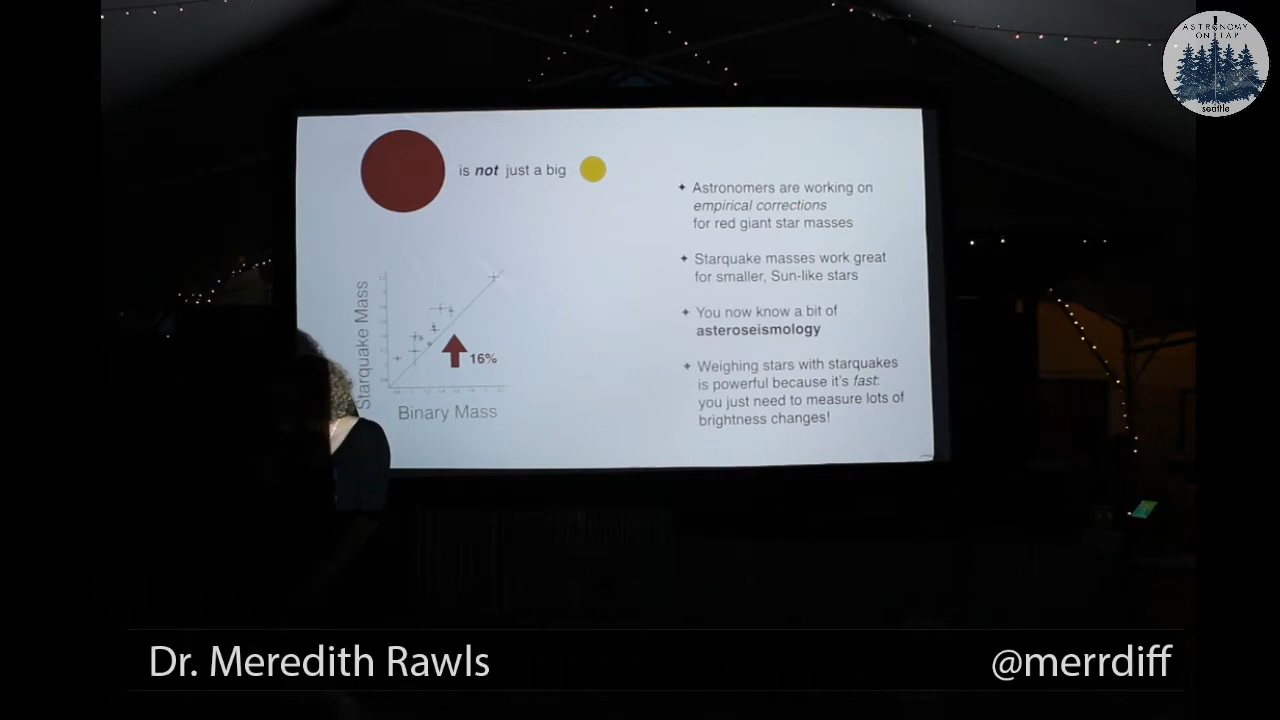 ASTRONOMY
ON TAP
seattle
is not just a big
Astronomers are working on
empirical corrections
for red giant star masses
Starquake masses work great
for smaller, Sun-like stars
You now know a bit of
asteroseismology
Weighing stars with starquakes
is powerful because it's fast:
you just need to measure lots of
brightness changes!
Starquake Mass
16%
Binary Mass
Dr. Meredith Rawls
@merrdiff